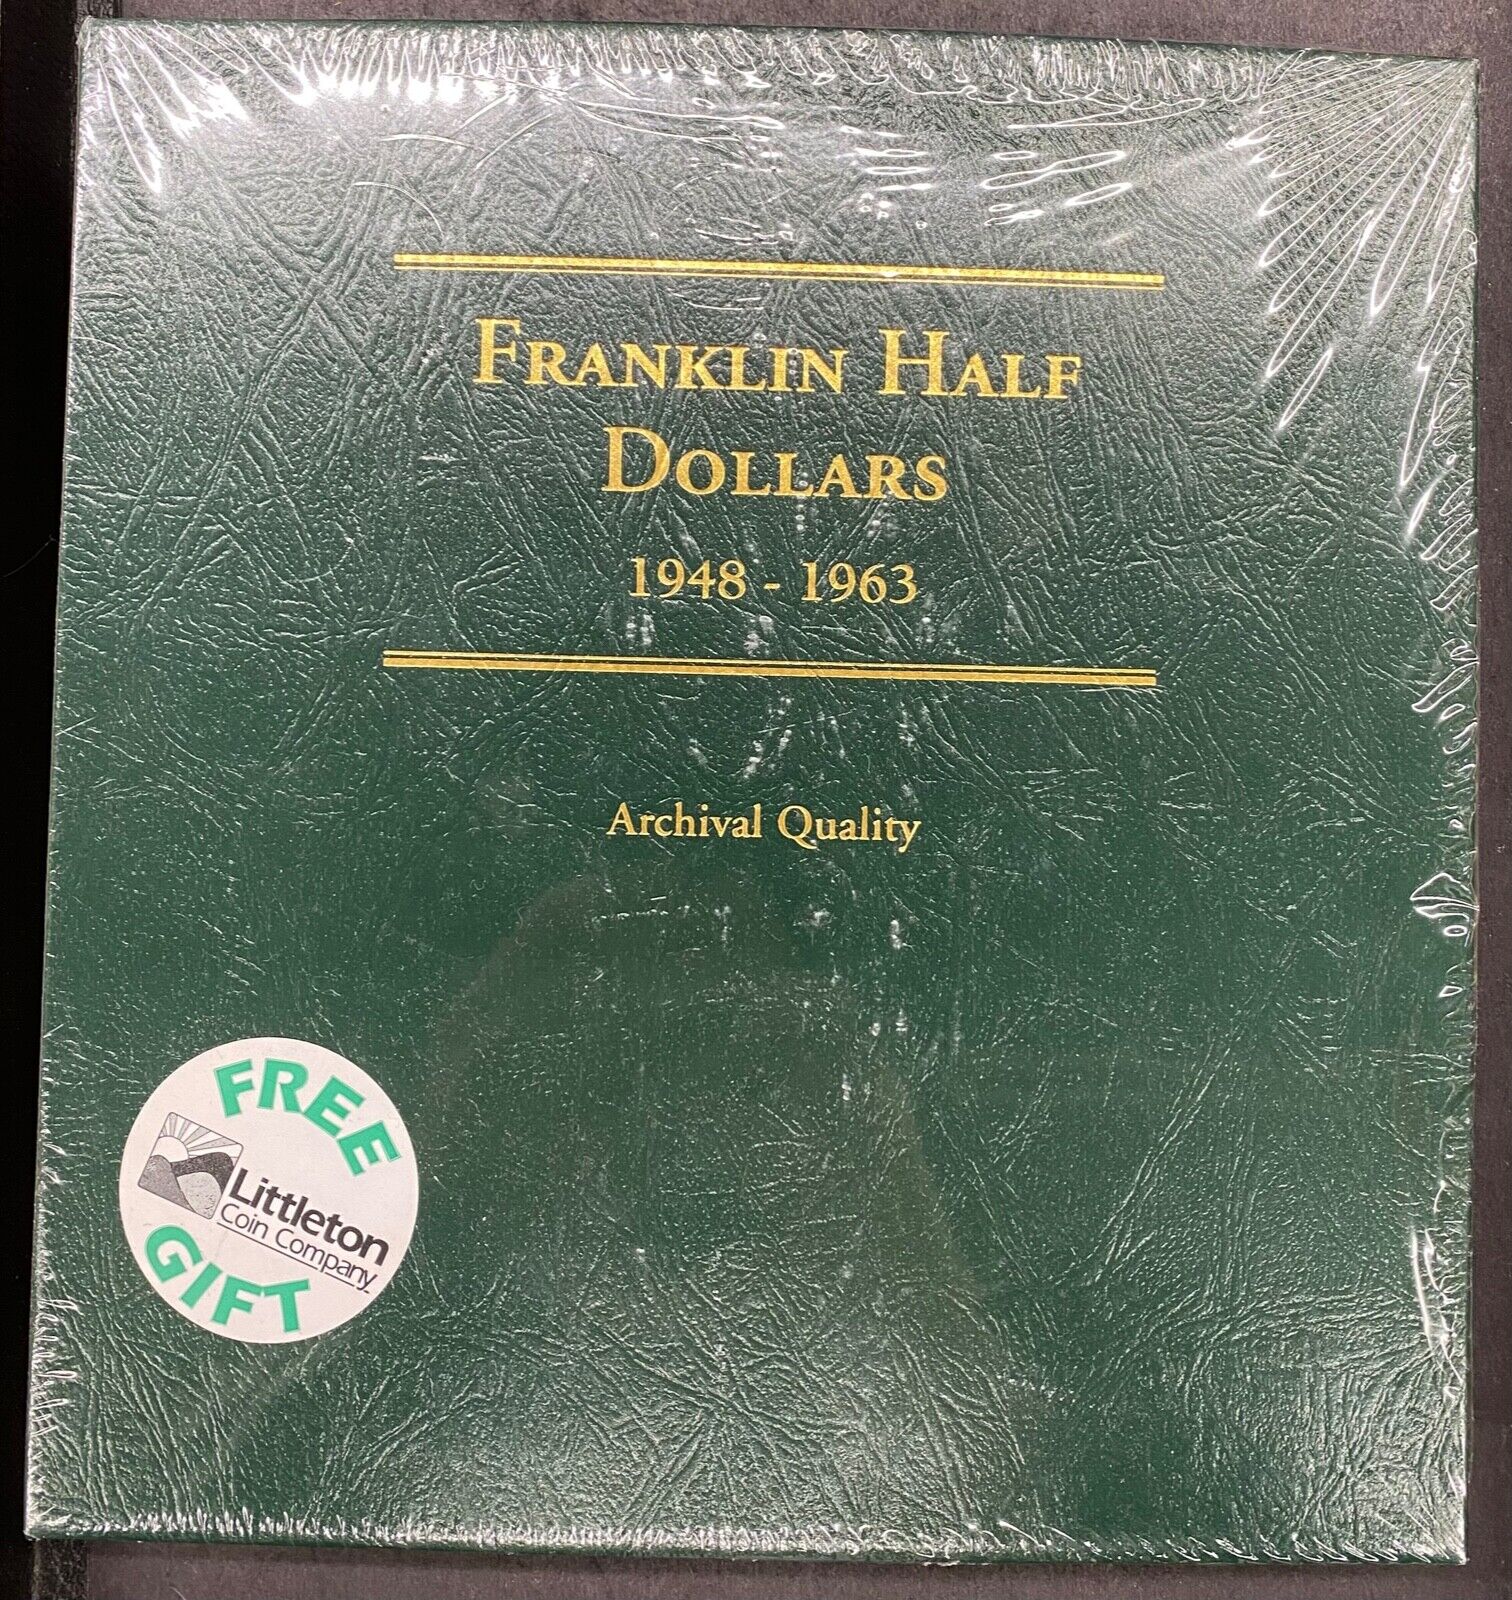 FRANKLIN HALF
DOLLARS
1948 - 1963
Archival Quality
FREE
Littleton
Coin Company
GIFT